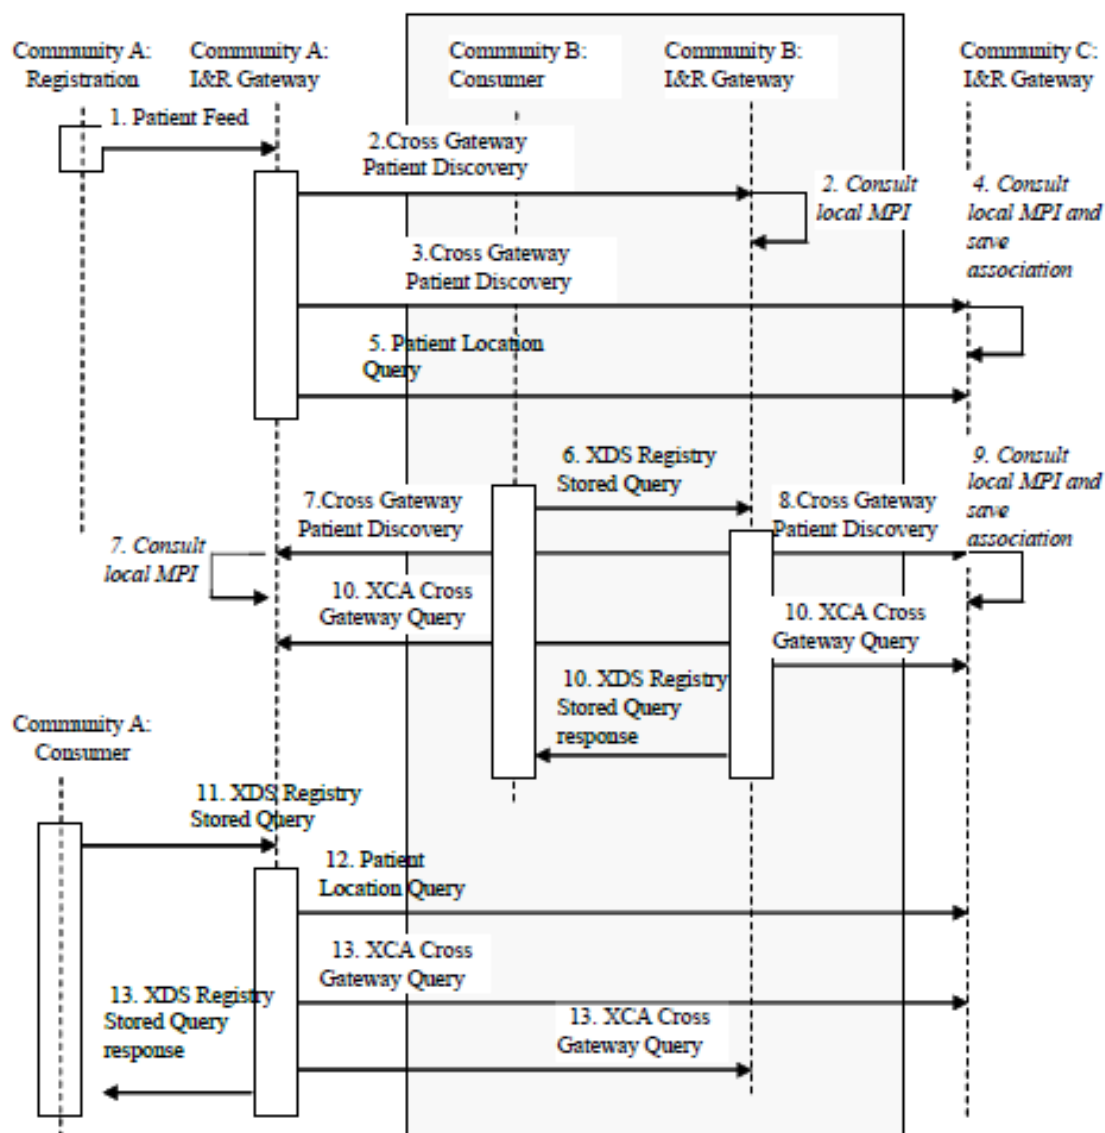 Community A:
Registration
Community A:
I&R Gateway
Community B:
Consumer
Community B:
I&R Gateway
Community C:
I&R Gateway
1. Patient Feed
2.Cross Gateway
Patient Discovery
2. Consult
local MPI
4. Consult
local MPI and
save
association
3.Cross Gateway
Patient Discovery
5. Patient Location
Query
6. XDS Registry
Stored Query
9. Consult
local MPI and
save
association
7.Cross Gateway
Patient Discovery
8.Cross Gateway
Patient Discovery
7. Consult
local MPI
10. XCA Cross
Gateway Query
10. XCA Cross
Gateway Query
10. XDS Registry
Stored Query
response
Community A:
Consumer
11. XDS Registry
Stored Query
12. Patient
Location Query
13. XCA Cross
Gateway Query
13. XDS Registry
Stored Query
response
13. XCA Cross
Gateway Query